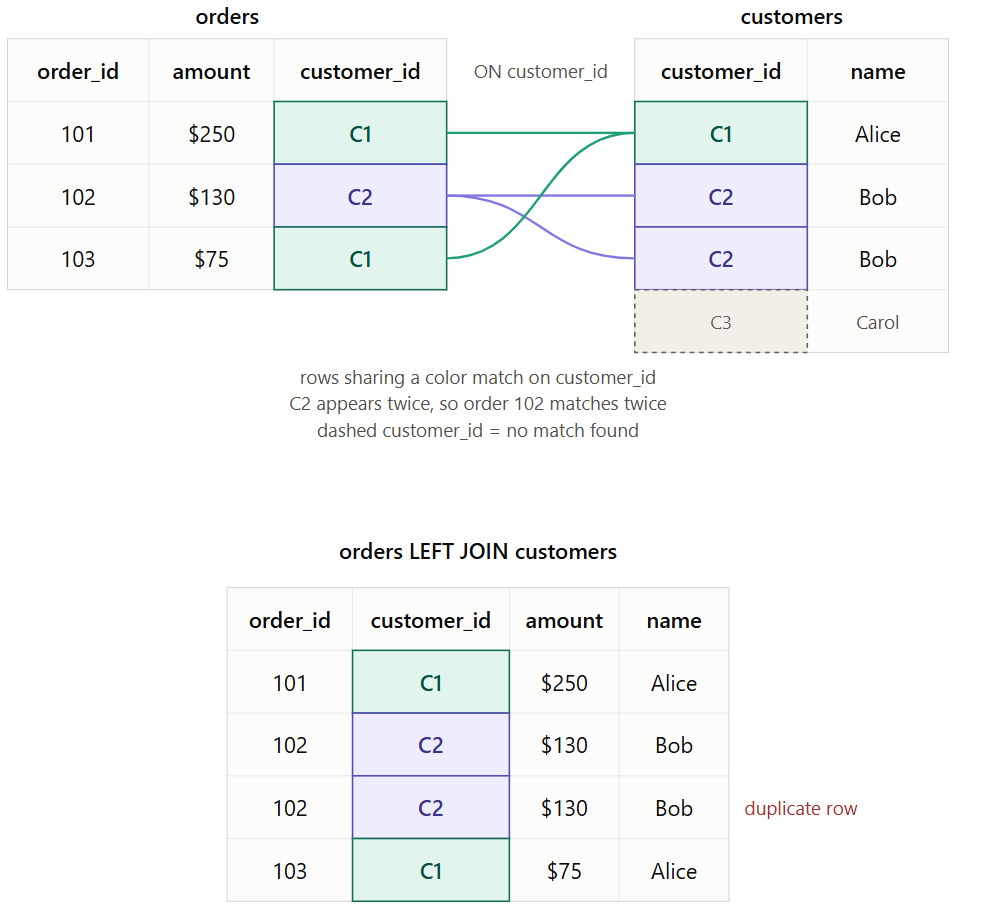 orders
customers
order_id amount customer_id
ON customer_id
customer_id name
101 $250 C1
C1 Alice
102 $130 C2
C2 Bob
103 $75 C1
C2 Bob
C3 Carol
rows sharing a color match on customer_id
C2 appears twice, so order 102 matches twice
dashed customer_id = no match found
orders LEFT JOIN customers
order_id customer_id amount name
101 C1 $250 Alice
102 C2 $130 Bob
102 C2 $130 Bob
duplicate row
103 C1 $75 Alice